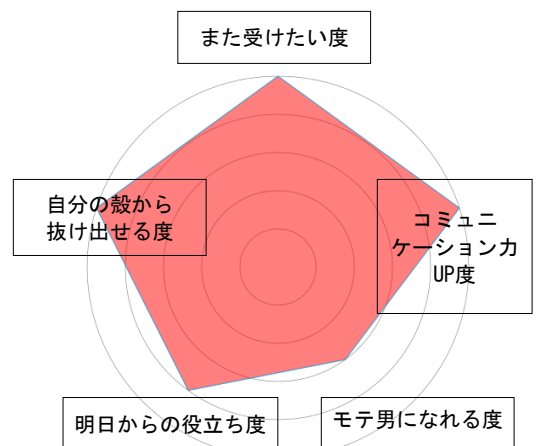 また受けたい度
自分の殻から
抜け出せる度
コミュニ
ケーション力
UP度
明日からの役立ち度
モテ男になれる度